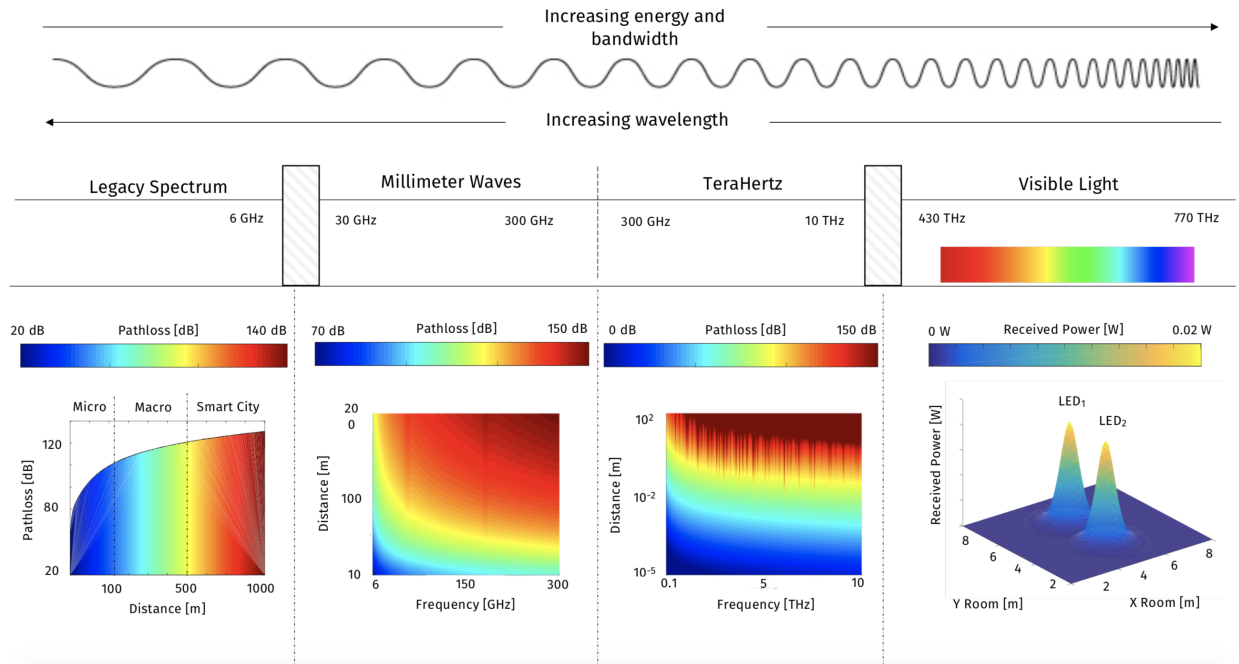 Increasing energy and
bandwidth
Increasing wavelength
Legacy Spectrum
Millimeter Waves
TeraHertz
Visible Light
6 GHz
30 GHz
300 GHz
300 GHz
10 THz
430 THz
770 THz
20 dB Pathloss [dB] 140 dB
70 dB Pathloss [dB] 150 dB
0 dB Pathloss [dB] 150 dB
0 W Received Power [W] 0.02 W
Micro Macro Smart City
Pathloss [dB]
120
80
20
100 500 1000
Distance [m]
Distance [m]
20
0
100
10
6 150 300
Frequency [GHz]
Distance [m]
10²
10⁻²
10⁻⁵
0.1 5 10
Frequency [THz]
Received Power [W]
LED₁
LED₂
8
6
4
2
2
4
6
8
Y Room [m]
X Room [m]